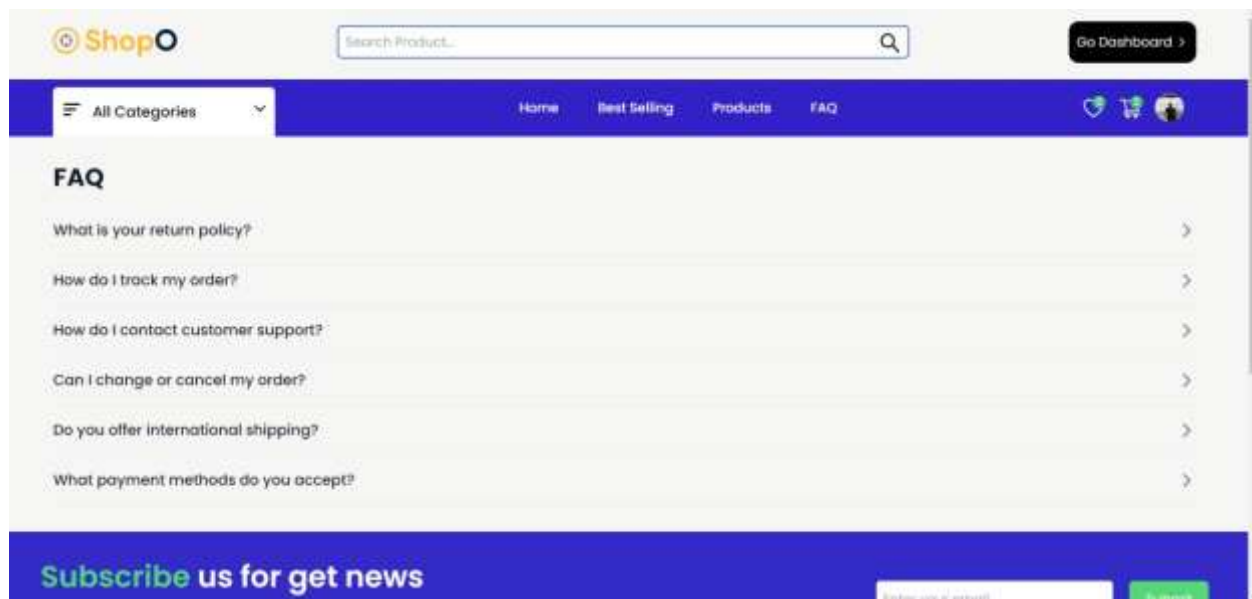 ShopO
Search Product...
Go Dashboard >
All Categories
Home
Best Selling
Products
FAQ
FAQ
What is your return policy?
How do I track my order?
How do I contact customer support?
Can I change or cancel my order?
Do you offer international shipping?
What payment methods do you accept?
Subscribe us for get news